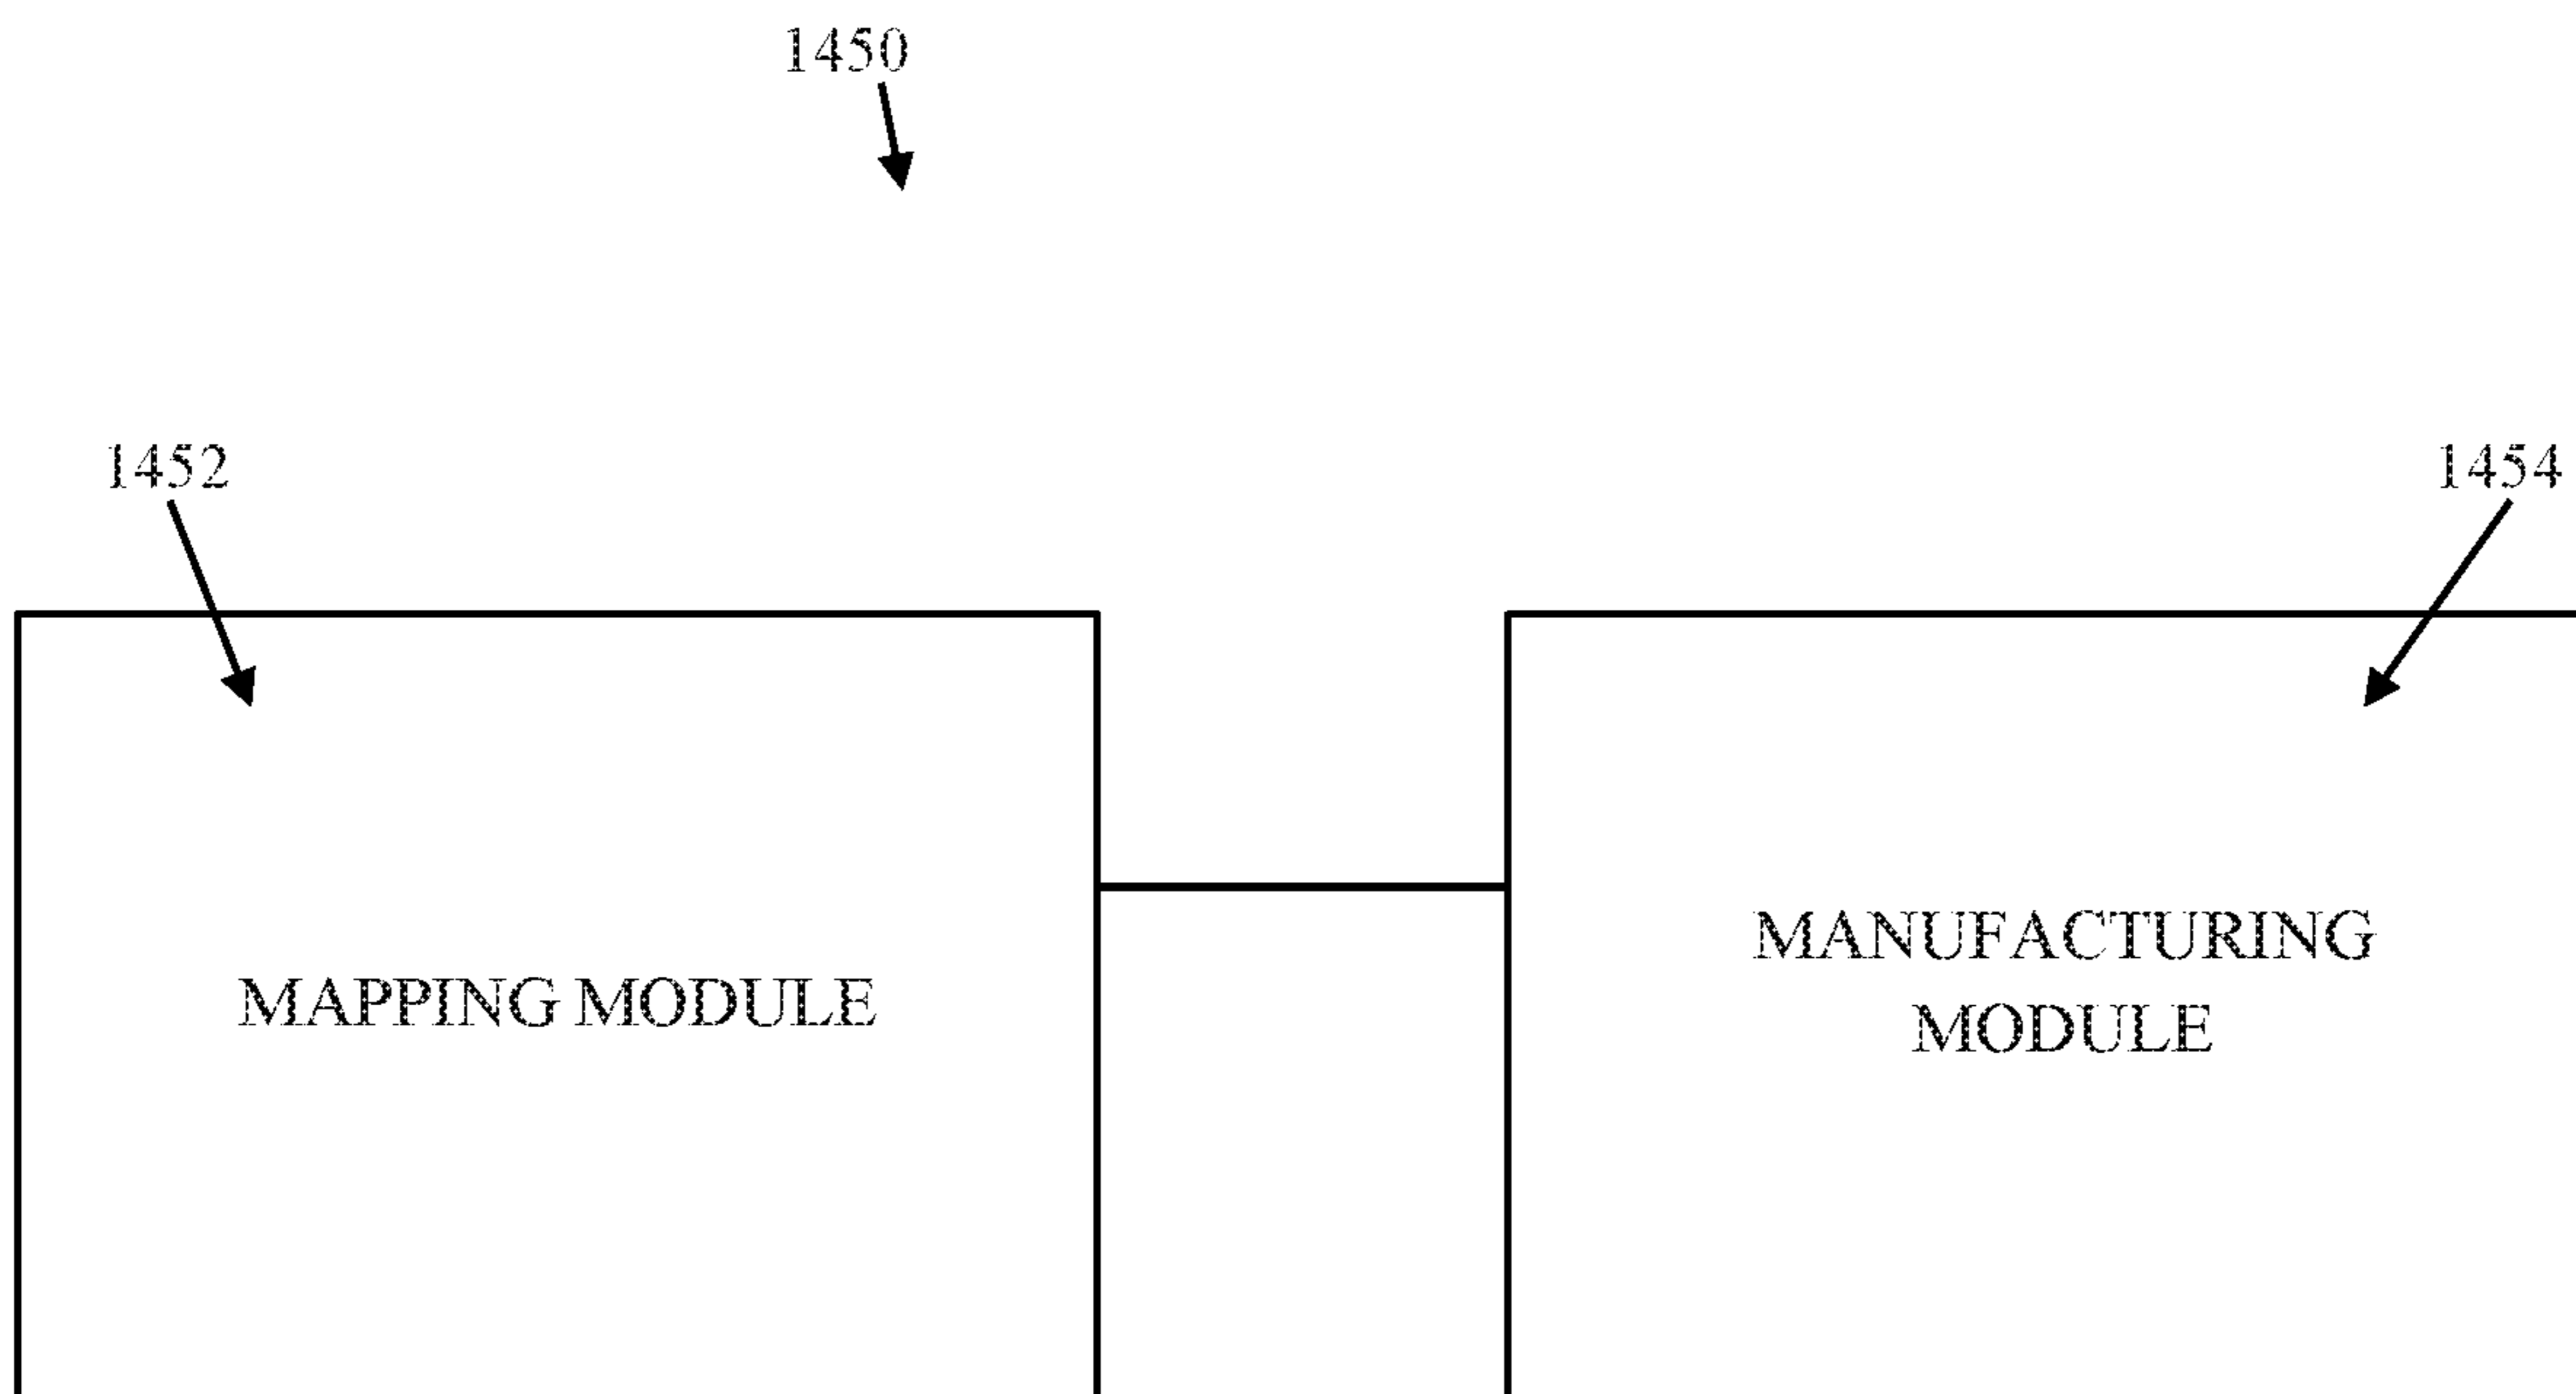 1450
1452
1454
MAPPING MODULE
MANUFACTURING
MODULE